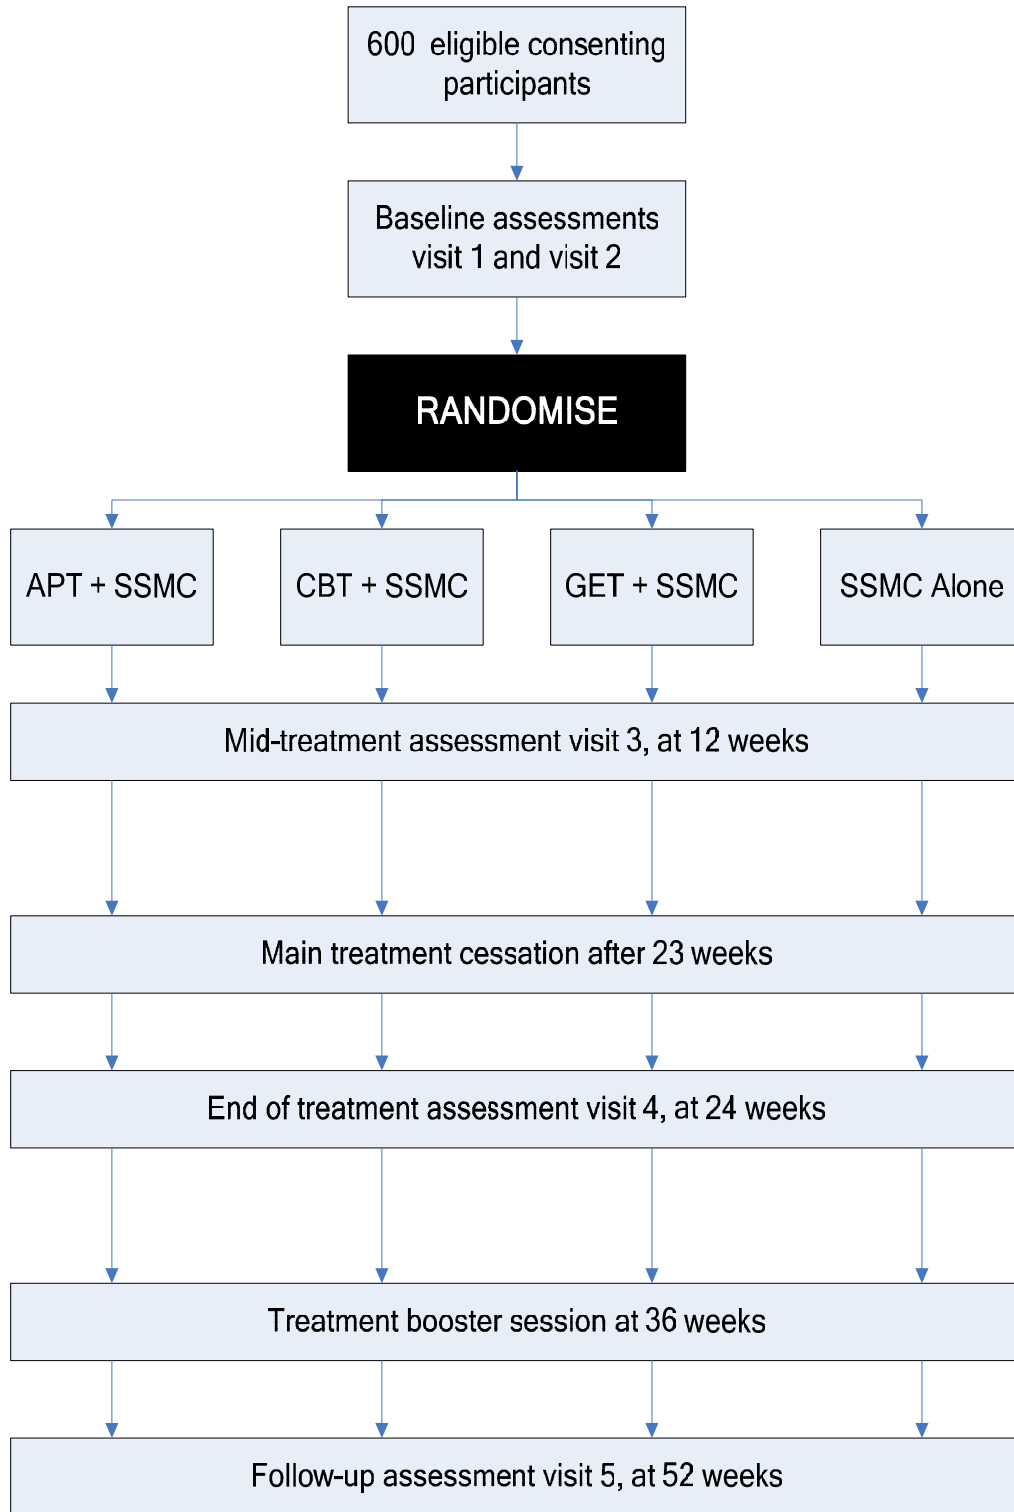 600 eligible consenting
participants
Baseline assessments
visit 1 and visit 2
RANDOMISE
APT + SSMC
CBT + SSMC
GET + SSMC
SSMC Alone
Mid-treatment assessment visit 3, at 12 weeks
Main treatment cessation after 23 weeks
End of treatment assessment visit 4, at 24 weeks
Treatment booster session at 36 weeks
Follow-up assessment visit 5, at 52 weeks